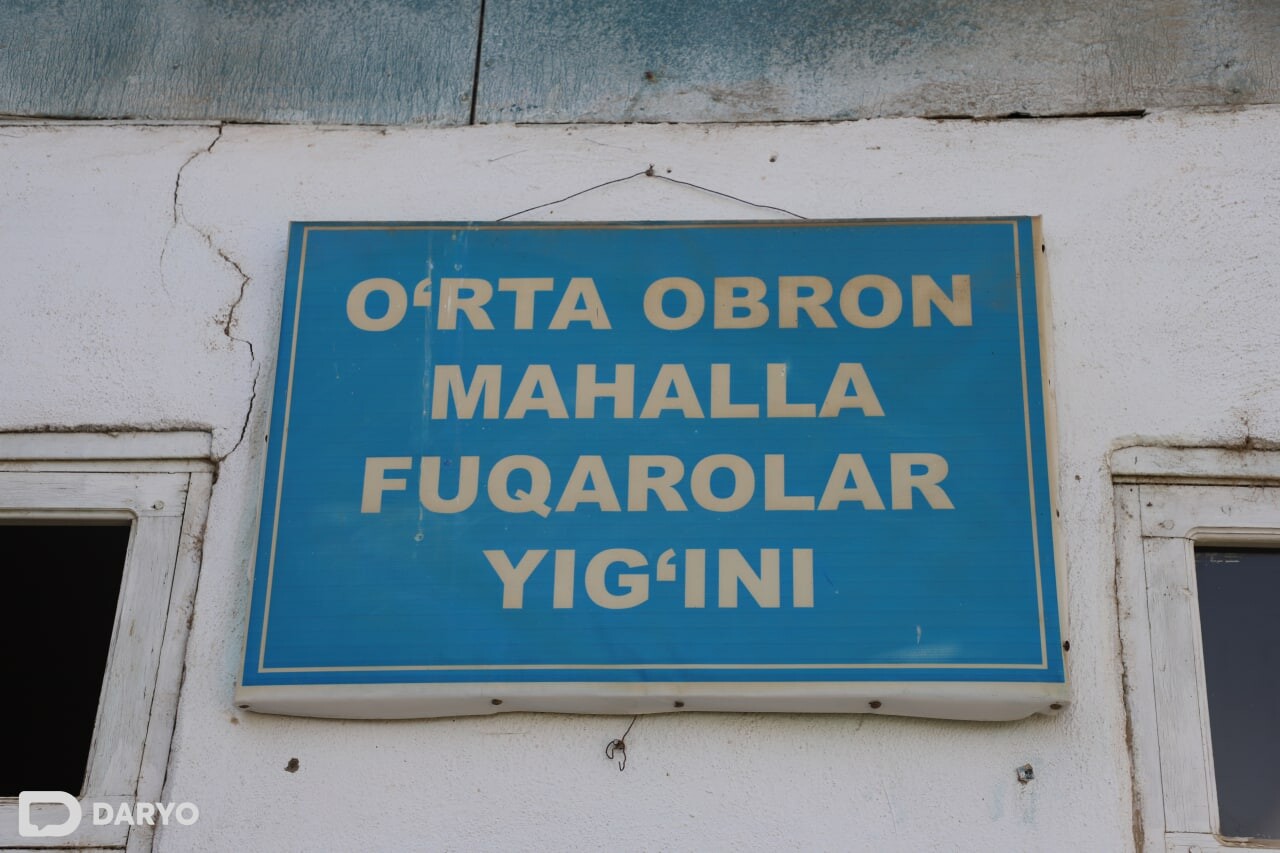 O‘RTA OBRON
MAHALLA
FUQAROLAR
YIG‘INI
DARYO